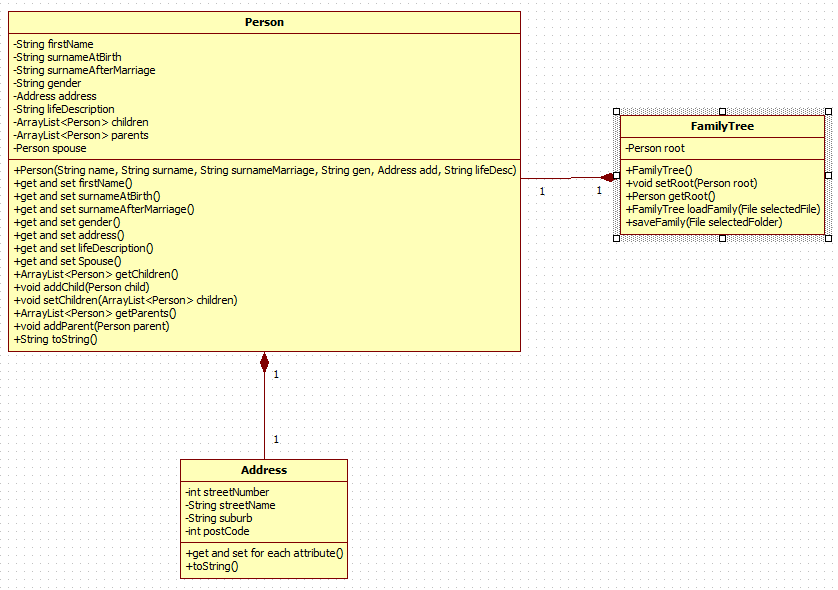 Person
-String firstName
-String surnameAtBirth
-String surnameAfterMarriage
-String gender
-Address address
-String lifeDescription
-ArrayList<Person> children
-ArrayList<Person> parents
-Person spouse
+Person(String name, String surname, String surnameMarriage, String gen, Address add, String lifeDesc)
+get and set firstName()
+get and set surnameAtBirth()
+get and set surnameAfterMarriage()
+get and set gender()
+get and set address()
+get and set lifeDescription()
+get and set Spouse()
+ArrayList<Person> getChildren()
+void addChild(Person child)
+void setChildren(ArrayList<Person> children)
+ArrayList<Person> getParents()
+void addParent(Person parent)
+String toString()
1
1
FamilyTree
-Person root
+FamilyTree()
+void setRoot(Person root)
+Person getRoot()
+FamilyTree loadFamily(File selectedFile)
+saveFamily(File selectedFolder)
1
1
Address
-int streetNumber
-String streetName
-String suburb
-int postCode
+get and set for each attribute()
+toString()